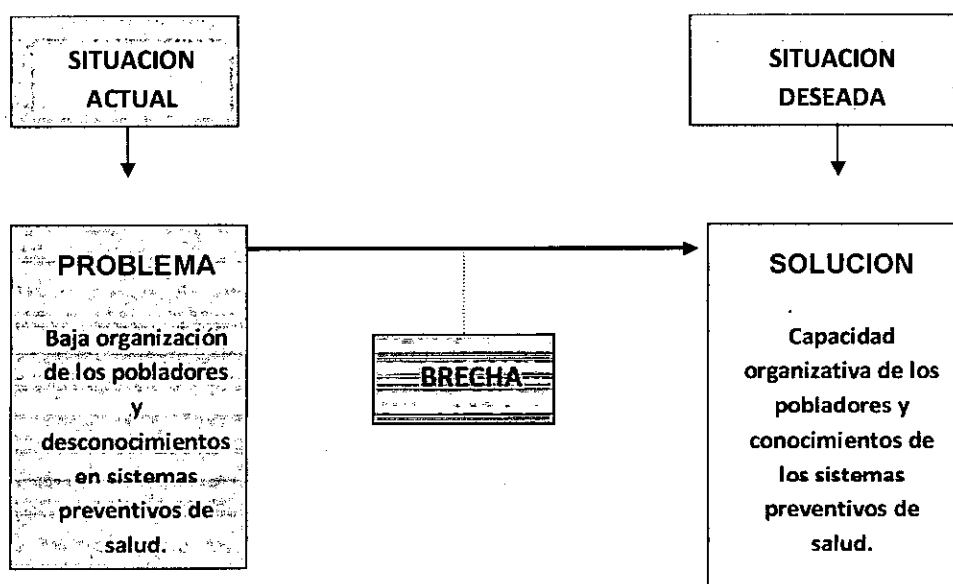 SITUACION
ACTUAL
SITUACION
DESEADA
PROBLEMA
Baja organización
de los pobladores
y
desconocimientos
en sistemas
preventivos de
salud.
BRECHA
SOLUCION
Capacidad
organizativa de los
pobladores y
conocimientos de
los sistemas
preventivos de
salud.